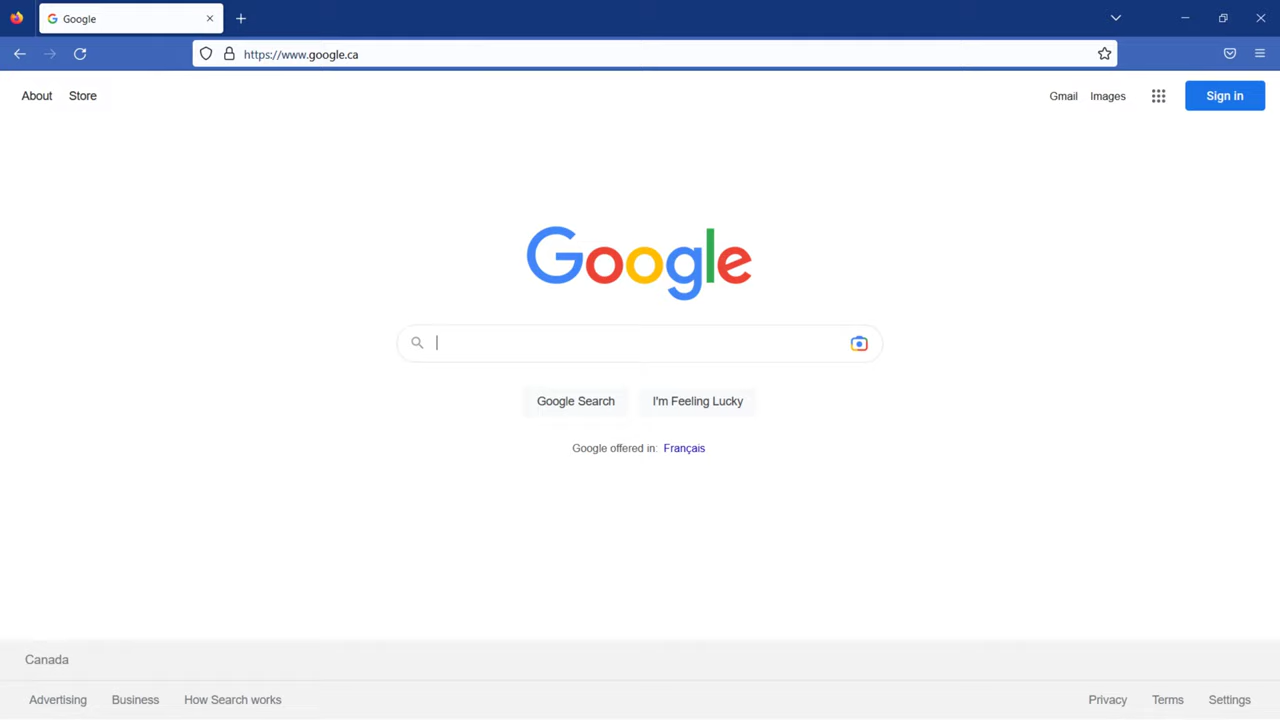 Google
https://www.google.ca
About Store
Gmail Images Sign in
Google
Google Search I'm Feeling Lucky
Google offered in: Français
Canada
Advertising Business How Search works
Privacy Terms Settings